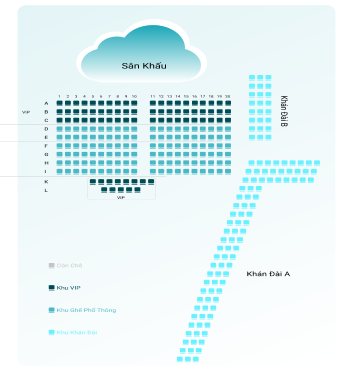 Sân Khấu
1 2 3 4 5 6 7 8 9 10 11 12 13 14 15 16 17 18 19 20
A
VIP B
C
D
E
F
G
H
I
K
L
VIP
Khán Đài B
Khán Đài A
Còn Chỗ
Khu VIP
Khu Ghế Phổ Thông
Khu Khán Đài